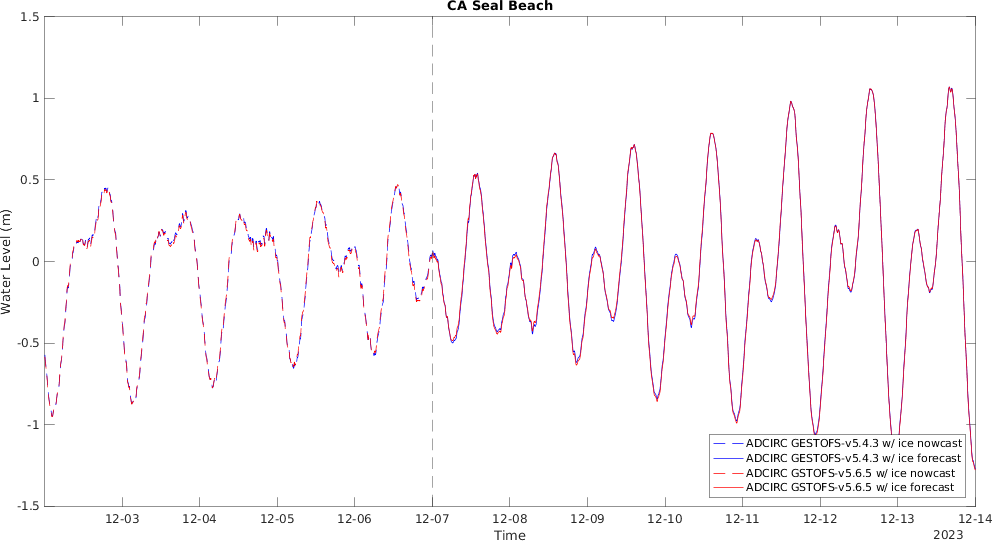 CA Seal Beach
1.5
1
0.5
0
-0.5
-1
-1.5
Water Level (m)
12-03 12-04 12-05 12-06 12-07 12-08 12-09 12-10 12-11 12-12 12-13 12-14
Time
2023
ADCIRC GESTOFS-v5.4.3 w/ ice nowcast
ADCIRC GESTOFS-v5.4.3 w/ ice forecast
ADCIRC GSTOFS-v5.6.5 w/ ice nowcast
ADCIRC GSTOFS-v5.6.5 w/ ice forecast